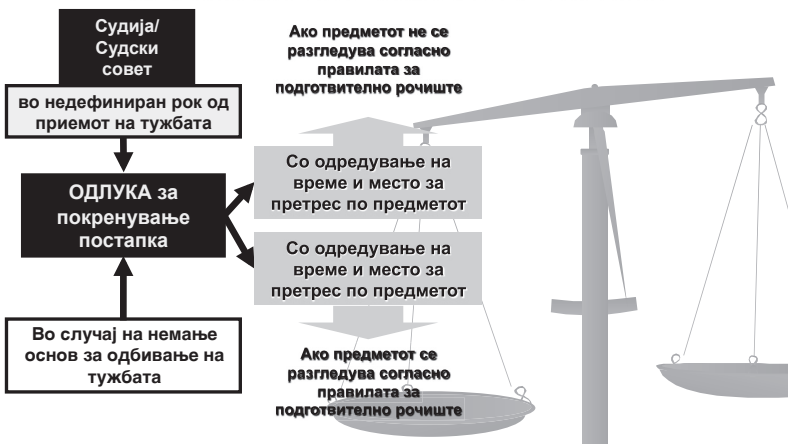 Судија/
Судски
совет
во недефиниран рок од
приемот на тужбата
ОДЛУКА за
покренување
постапка
Во случај на немање
основ за одбивање на
тужбата
Ако предметот не се
разгледува согласно
правилата за
подготвително рочиште
Со одредување на
време и место за
претрес по предметот
Со одредување на
време и место за
претрес по предметот
Ако предметот се
разгледува согласно
правилата за
подготвително рочиште